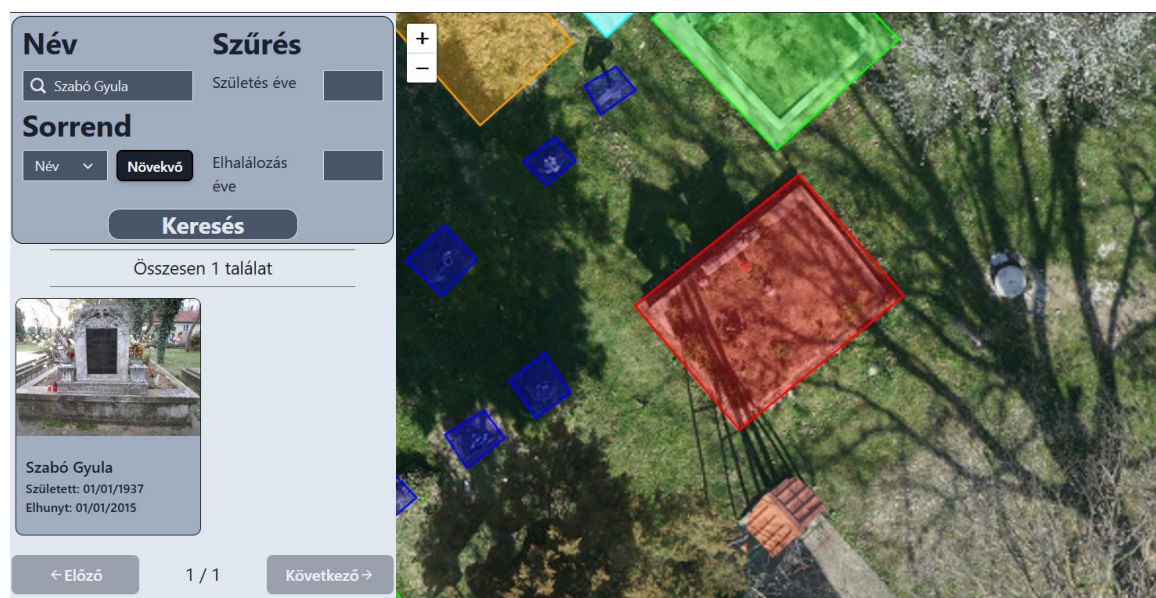 Név
Szűrés
Szabó Gyula
Születés éve
Sorrend
Név
Növekvő
Elhalálozás
éve
Keresés
Összesen 1 találat
Szabó Gyula
Született: 01/01/1937
Elhunyt: 01/01/2015
←Előző
1 / 1
Következő→
+
−